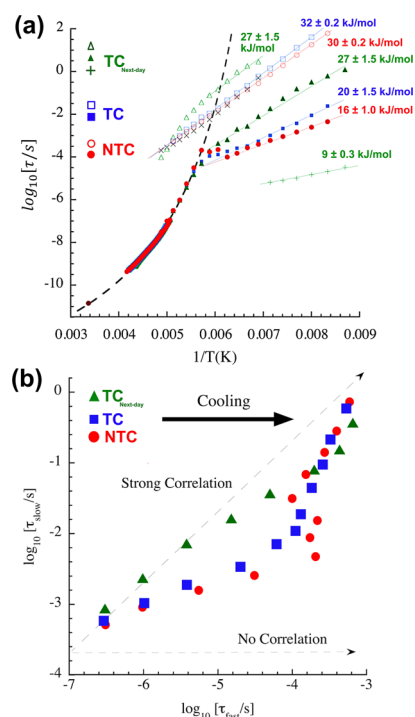 (a)
27 ± 1.5
kJ/mol
32 ± 0.2 kJ/mol
30 ± 0.2 kJ/mol
27 ± 1.5 kJ/mol
20 ± 1.5 kJ/mol
16 ± 1.0 kJ/mol
9 ± 0.3 kJ/mol
TC Next-day
TC
NTC
log10 [τ/s]
2
0
-2
-4
-6
-8
-10
0.003 0.004 0.005 0.006 0.007 0.008 0.009
1/T(K)
(b)
TC Next-day
TC
NTC
Cooling
Strong Correlation
No Correlation
log10 [τslow/s]
0
-1
-2
-3
-4
-7 -6 -5 -4 -3
log10 [τfast/s]